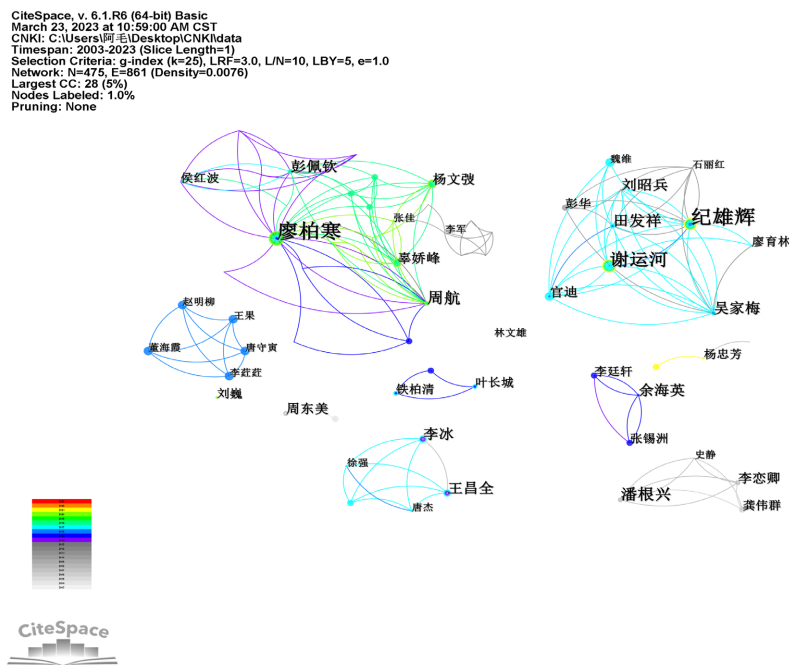 CiteSpace, v. 6.1.R6 (64-bit) Basic
March 23, 2023 at 10:59:00 AM CST
CNKI: C:\Users\阿毛\Desktop\CNKI\data
Timespan: 2003-2023 (Slice Length=1)
Selection Criteria: g-index (k=25), LRF=3.0, L/N=10, LBY=5, e=1.0
Network: N=475, E=861 (Density=0.0076)
Largest CC: 28 (5%)
Nodes Labeled: 1.0%
Pruning: None
彭佩钦
侯红波
杨文弢
张佳
李军
廖柏寒
辜娇峰
周航
魏维
石丽红
刘昭兵
彭华
田发祥
纪雄辉
廖育林
谢运河
官迪
吴家梅
赵明柳
王果
董海霞
唐守寅
李荭荭
刘巍
林文雄
杨忠芳
周东美
铁柏清
叶长城
李廷轩
余海英
张锡洲
李冰
徐强
王昌全
唐杰
史静
李恋卿
潘根兴
龚伟群
CiteSpace